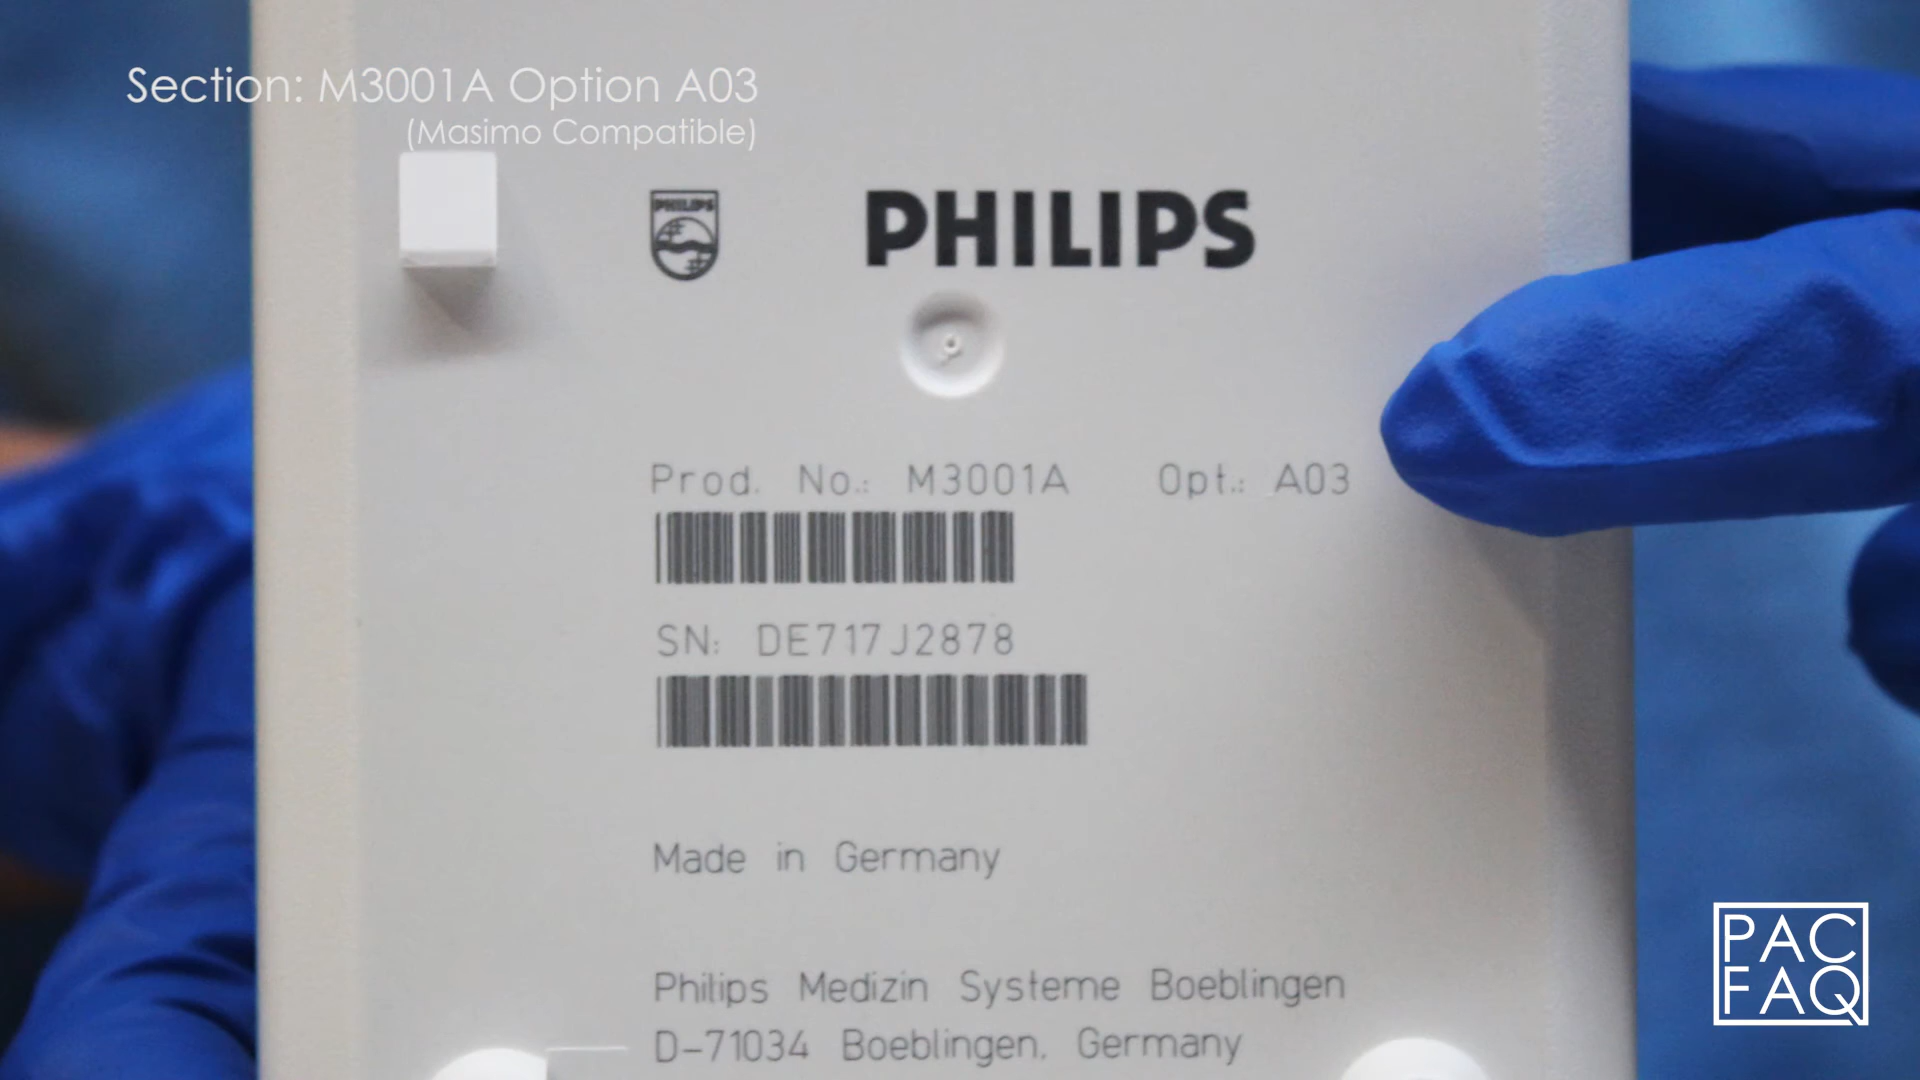 Section: M3001A Option A03
(Masimo Compatible)
PHILIPS
PHILIPS
Prod. No.: M3001A Opt.: A03
SN: DE717J2878
Made in Germany
Philips Medizin Systeme Boeblingen
D-71034 Boeblingen, Germany
PAC
FAQ